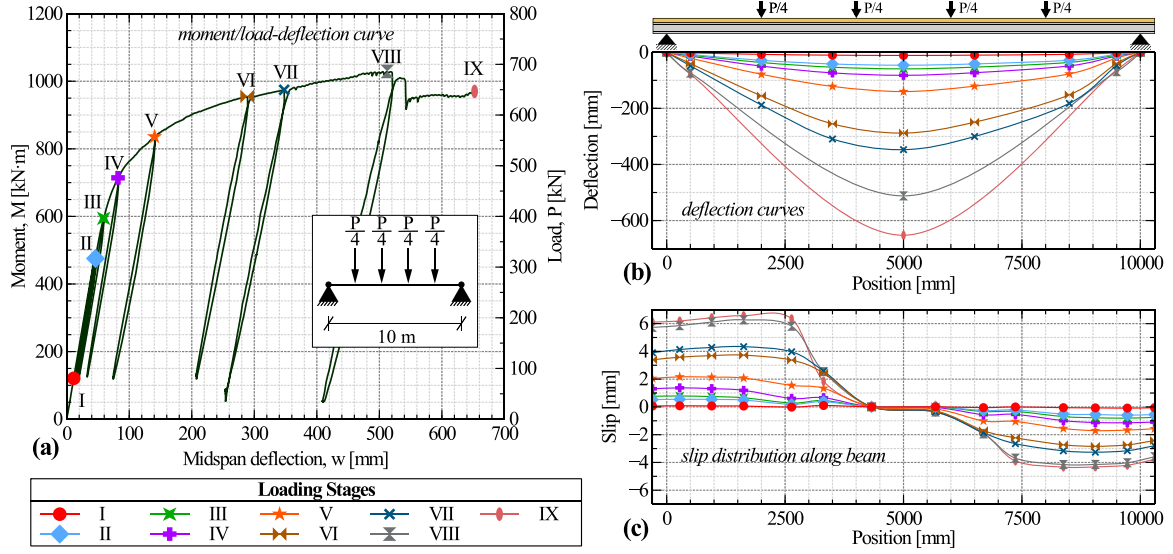 moment/load-deflection curve
1200
1000
800
600
400
200
0
Moment, M [kN·m]
800
700
600
500
400
300
200
100
0
Load, P [kN]
I
II
III
IV
V
VI
VII
VIII
IX
P/4 P/4 P/4 P/4
10 m
(a)
0 100 200 300 400 500 600 700
Midspan deflection, w [mm]
Loading Stages
I III V VII IX
II IV VI VIII
P/4 P/4 P/4 P/4
0
−200
−400
−600
Deflection [mm]
deflection curves
(b)
0 2500 5000 7500 10000
Position [mm]
6
4
2
0
−2
−4
−6
Slip [mm]
slip distribution along beam
(c)
0 2500 5000 7500 10000
Position [mm]